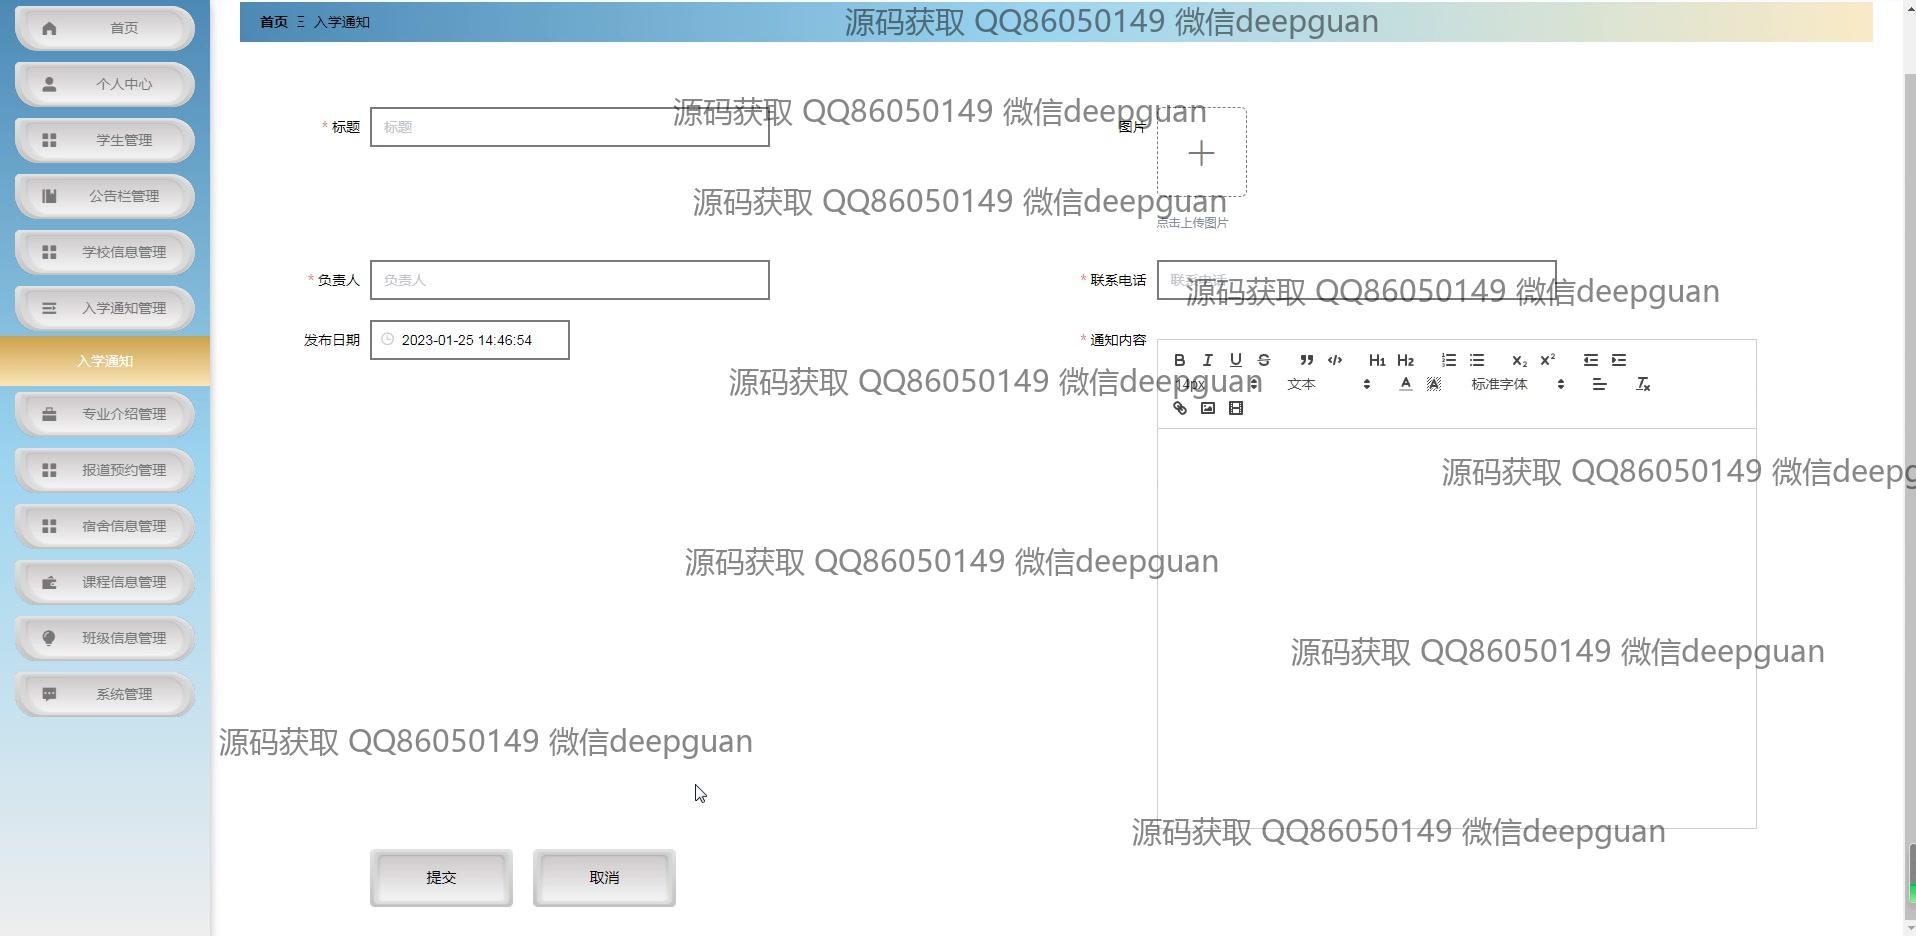 首页
个人中心
学生管理
公告栏管理
学校信息管理
入学通知管理
入学通知
专业介绍管理
报道预约管理
宿舍信息管理
课程信息管理
班级信息管理
系统管理
首页 Ξ 入学通知
源码获取 QQ86050149 微信deepguan
源码获取 QQ86050149 微信deepguan
* 标题 标题
图片
源码获取 QQ86050149 微信deepguan
点击上传图片
* 负责人 负责人
* 联系电话 联系电话
源码获取 QQ86050149 微信deepguan
发布日期 2023-01-25 14:46:54
* 通知内容
B I U S ” </> H1 H2 X₂ X²
14px 文本 A A 标准字体 Tx
源码获取 QQ86050149 微信deepguan
源码获取 QQ86050149 微信deepg
源码获取 QQ86050149 微信deepguan
源码获取 QQ86050149 微信deepguan
源码获取 QQ86050149 微信deepguan
源码获取 QQ86050149 微信deepguan
提交 取消